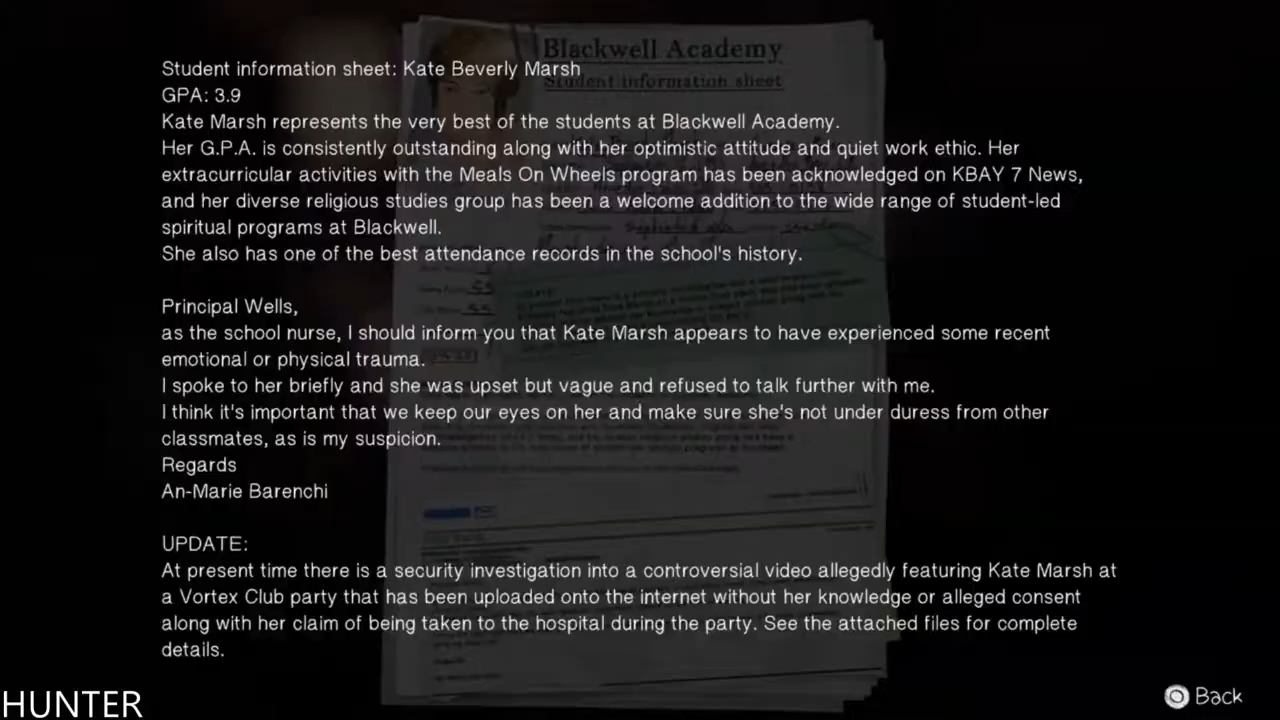 Blackwell Academy
Student information sheet
Student information sheet: Kate Beverly Marsh
GPA: 3.9
Kate Marsh represents the very best of the students at Blackwell Academy.
Her G.P.A. is consistently outstanding along with her optimistic attitude and quiet work ethic. Her
extracurricular activities with the Meals On Wheels program has been acknowledged on KBAY 7 News,
and her diverse religious studies group has been a welcome addition to the wide range of student-led
spiritual programs at Blackwell.
She also has one of the best attendance records in the school's history.
Principal Wells,
as the school nurse, I should inform you that Kate Marsh appears to have experienced some recent
emotional or physical trauma.
I spoke to her briefly and she was upset but vague and refused to talk further with me.
I think it's important that we keep our eyes on her and make sure she's not under duress from other
classmates, as is my suspicion.
Regards
An-Marie Barenchi
UPDATE:
At present time there is a security investigation into a controversial video allegedly featuring Kate Marsh at
a Vortex Club party that has been uploaded onto the internet without her knowledge or alleged consent
along with her claim of being taken to the hospital during the party. See the attached files for complete
details.
HUNTER
Back